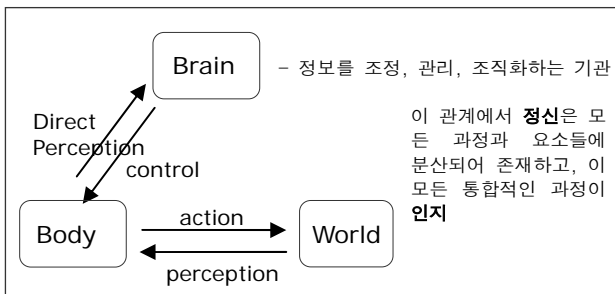 Brain
– 정보를 조정, 관리, 조직화하는 기관
Direct
Perception
control
이 관계에서 정신은 모
든 과정과 요소들에
분산되어 존재하고, 이
모든 통합적인 과정이
인지
Body
action
World
perception